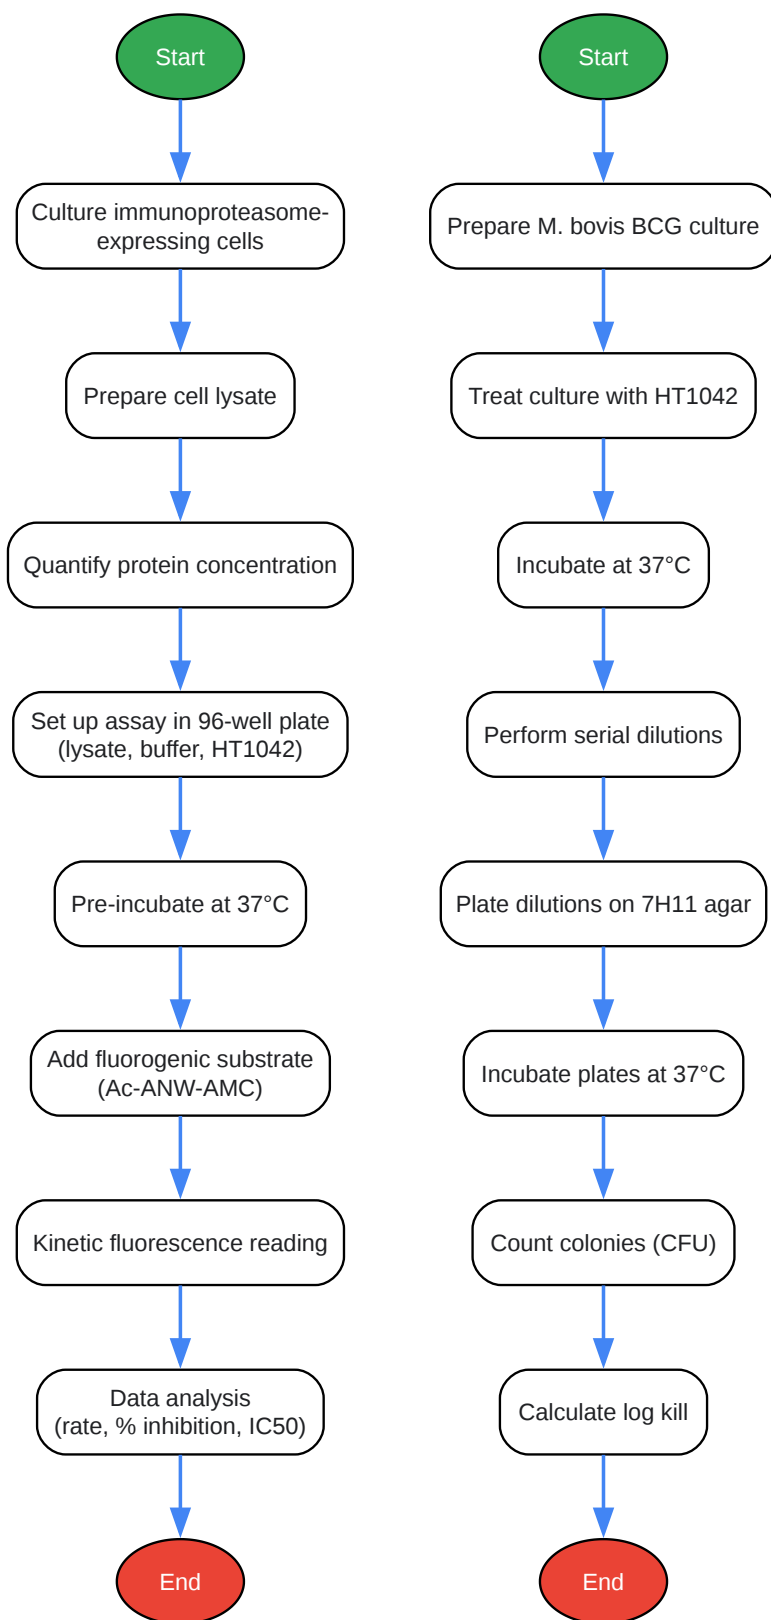 Start
Culture immunoproteasome-
expressing cells
Prepare cell lysate
Quantify protein concentration
Set up assay in 96-well plate
(lysate, buffer, HT1042)
Pre-incubate at 37°C
Add fluorogenic substrate
(Ac-ANW-AMC)
Kinetic fluorescence reading
Data analysis
(rate, % inhibition, IC50)
End
Start
Prepare M. bovis BCG culture
Treat culture with HT1042
Incubate at 37°C
Perform serial dilutions
Plate dilutions on 7H11 agar
Incubate plates at 37°C
Count colonies (CFU)
Calculate log kill
End